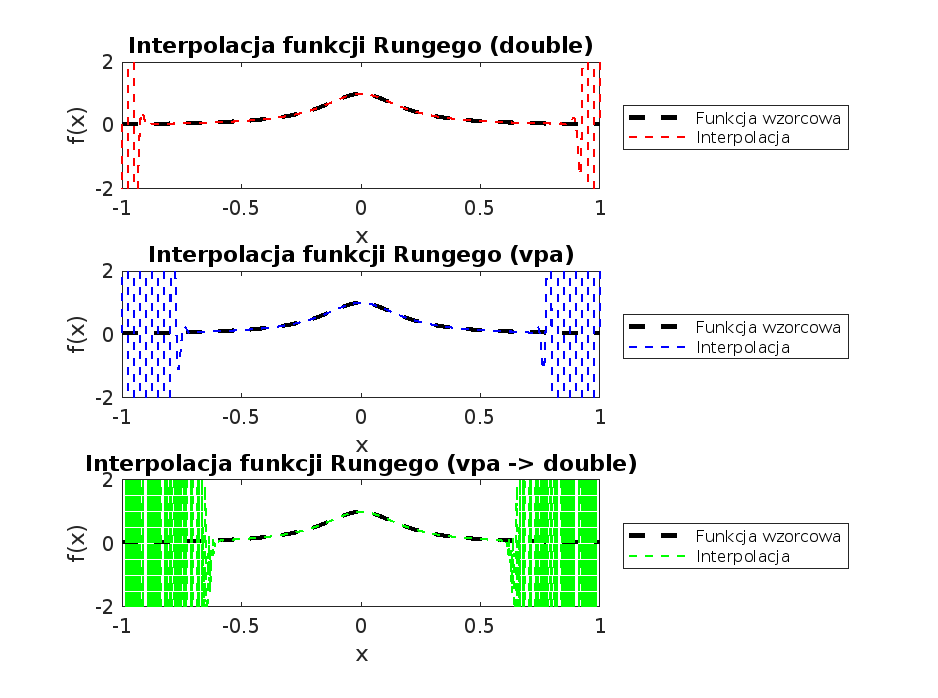 Interpolacja funkcji Rungego (double)
2
0
-2
f(x)
-1
-0.5
0
0.5
1
x
Funkcja wzorcowa
Interpolacja
Interpolacja funkcji Rungego (vpa)
2
0
-2
f(x)
-1
-0.5
0
0.5
1
x
Funkcja wzorcowa
Interpolacja
Interpolacja funkcji Rungego (vpa -> double)
2
0
-2
f(x)
-1
-0.5
0
0.5
1
x
Funkcja wzorcowa
Interpolacja